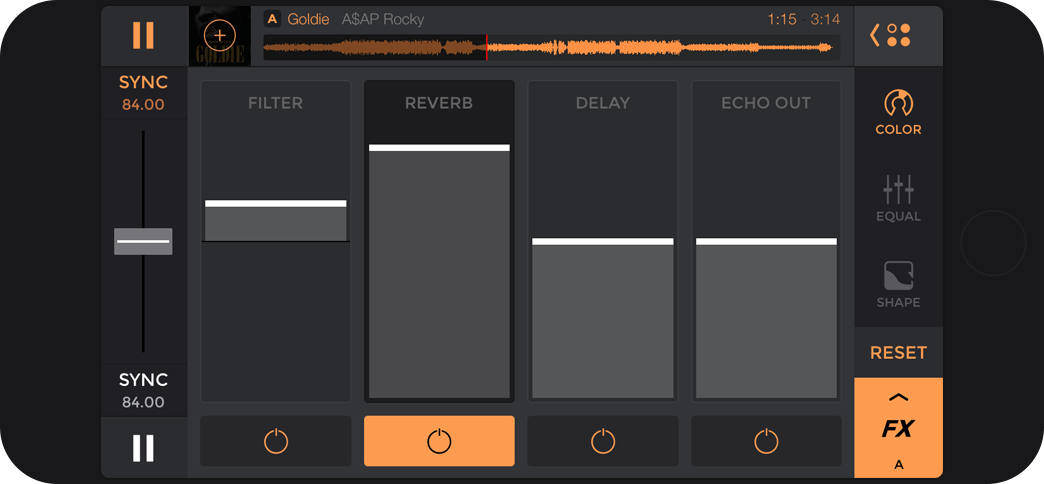 GOLDIE
A Goldie A$AP Rocky
1:15 - 3:14
SYNC
84.00
FILTER
REVERB
DELAY
ECHO OUT
COLOR
EQUAL
SHAPE
SYNC
84.00
RESET
FX
A